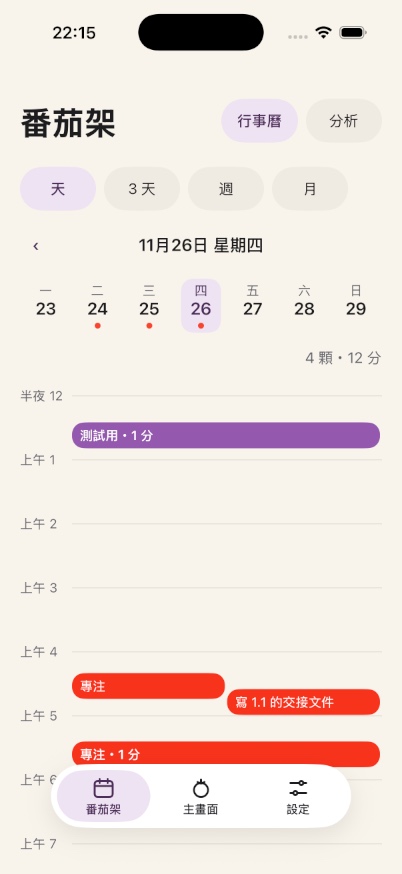 22:15
番茄架
行事曆
分析
天
3 天
週
月
‹
11月26日 星期四
一 二 三 四 五 六 日
23 24 25 26 27 28 29
4 顆・12 分
半夜 12
測試用・1 分
上午 1
上午 2
上午 3
上午 4
專注
寫 1.1 的交接文件
上午 5
專注・1 分
上午 6
番茄架
主畫面
設定
上午 7